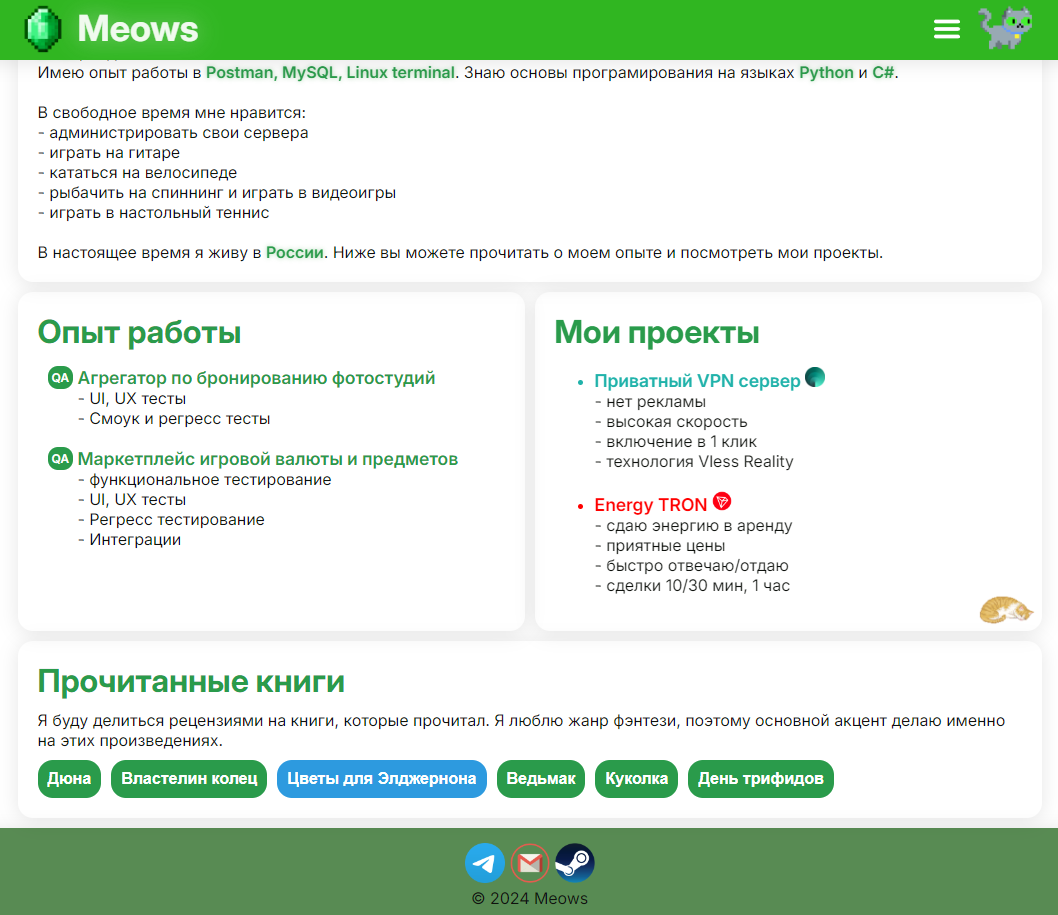 Meows
Имею опыт работы в Postman, MySQL, Linux terminal. Знаю основы програмирования на языках Python и C#.
В свободное время мне нравится:
- администрировать свои сервера
- играть на гитаре
- кататься на велосипеде
- рыбачить на спиннинг и играть в видеоигры
- играть в настольный теннис
В настоящее время я живу в России. Ниже вы можете прочитать о моем опыте и посмотреть мои проекты.
Опыт работы
QA Агрегатор по бронированию фотостудий
- UI, UX тесты
- Смоук и регресс тесты
QA Маркетплейс игровой валюты и предметов
- функциональное тестирование
- UI, UX тесты
- Регресс тестирование
- Интеграции
Мои проекты
• Приватный VPN сервер
- нет рекламы
- высокая скорость
- включение в 1 клик
- технология Vless Reality
• Energy TRON
- сдаю энергию в аренду
- приятные цены
- быстро отвечаю/отдаю
- сделки 10/30 мин, 1 час
Прочитанные книги
Я буду делиться рецензиями на книги, которые прочитал. Я люблю жанр фэнтези, поэтому основной акцент делаю именно
на этих произведениях.
Дюна Властелин колец Цветы для Элджернона Ведьмак Куколка День трифидов
© 2024 Meows